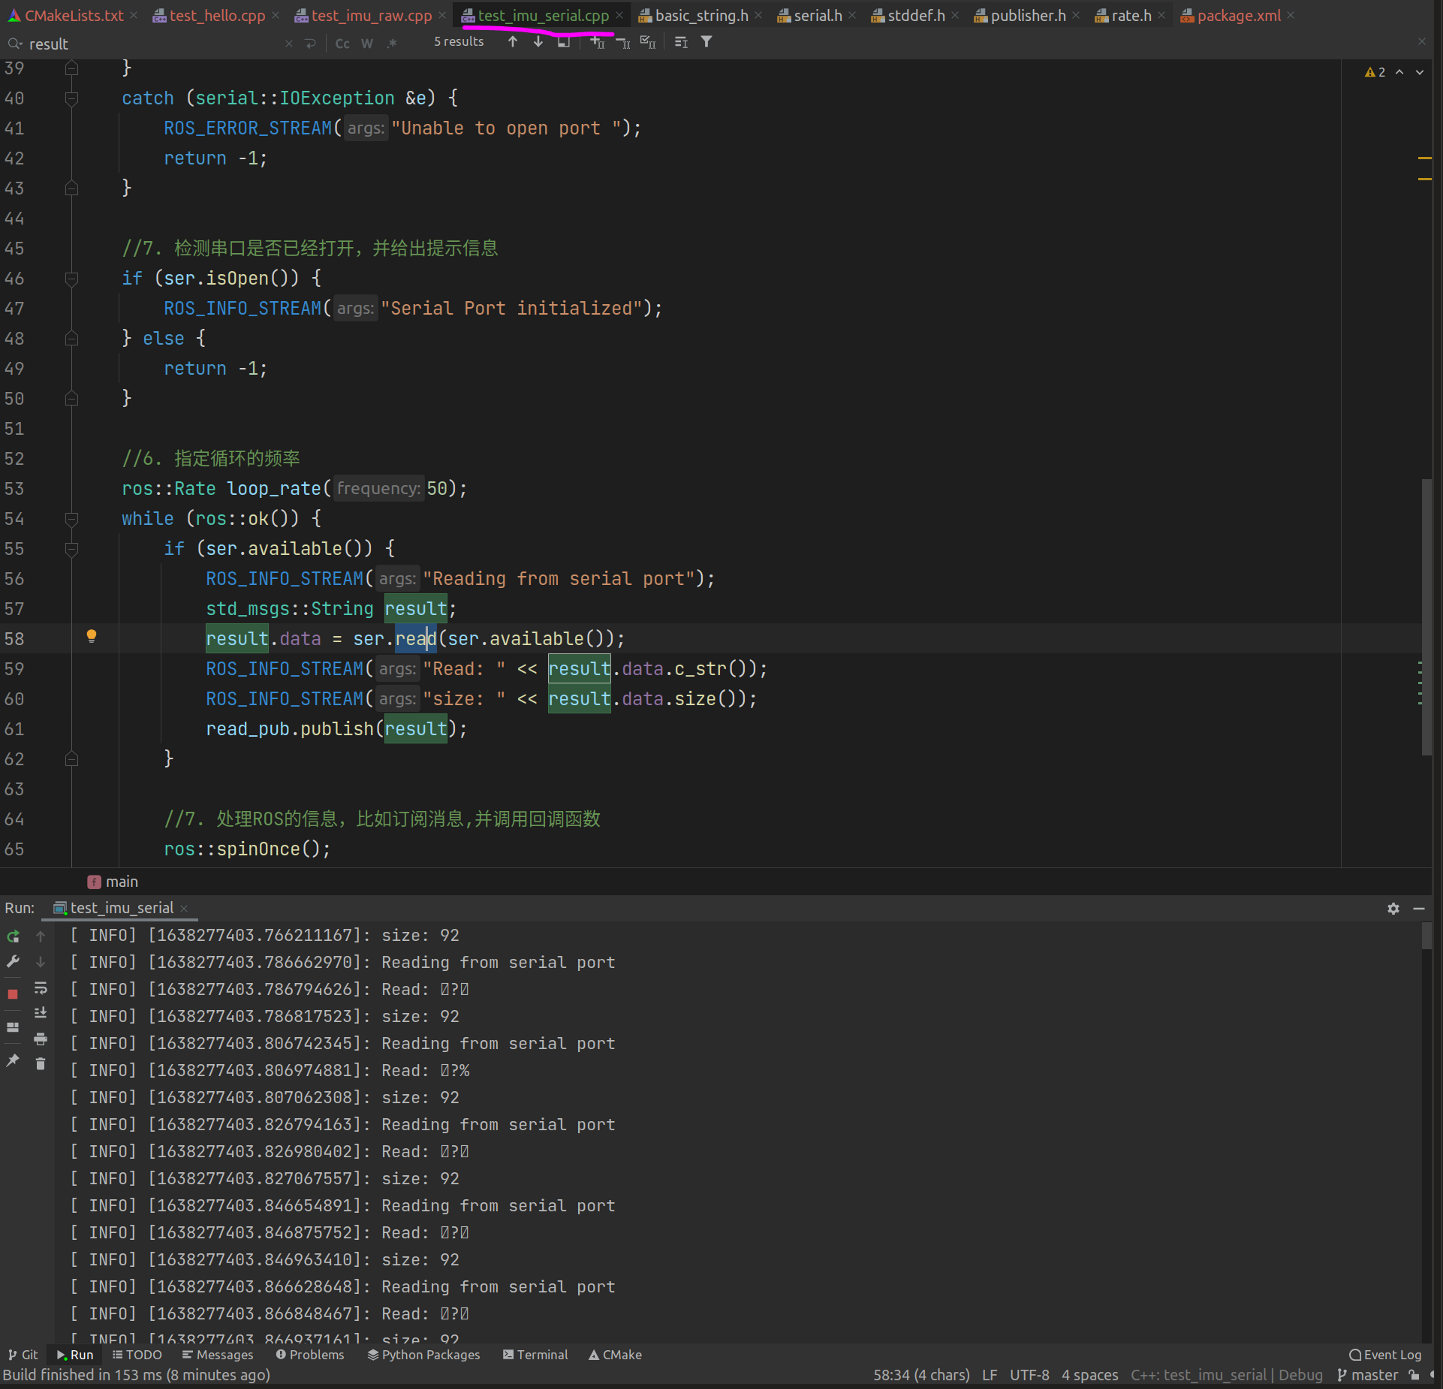 CMakeLists.txt test_hello.cpp test_imu_raw.cpp test_imu_serial.cpp basic_string.h serial.h stddef.h publisher.h rate.h package.xml
result Cc W .* 5 results
39 }
2
40 catch (serial::IOException &e) {
41 ROS_ERROR_STREAM( args: "Unable to open port ");
42 return -1;
43 }
44
45 //7. 检测串口是否已经打开，并给出提示信息
46 if (ser.isOpen()) {
47 ROS_INFO_STREAM( args: "Serial Port initialized");
48 } else {
49 return -1;
50 }
51
52 //6. 指定循环的频率
53 ros::Rate loop_rate( frequency: 50);
54 while (ros::ok()) {
55 if (ser.available()) {
56 ROS_INFO_STREAM( args: "Reading from serial port");
57 std_msgs::String result;
58 result.data = ser.read(ser.available());
59 ROS_INFO_STREAM( args: "Read: " << result.data.c_str());
60 ROS_INFO_STREAM( args: "size: " << result.data.size());
61 read_pub.publish(result);
62 }
63
64 //7. 处理ROS的信息，比如订阅消息,并调用回调函数
65 ros::spinOnce();
f main
Run: test_imu_serial
[ INFO] [1638277403.766211167]: size: 92
[ INFO] [1638277403.786662970]: Reading from serial port
[ INFO] [1638277403.786794626]: Read: ?
[ INFO] [1638277403.786817523]: size: 92
[ INFO] [1638277403.806742345]: Reading from serial port
[ INFO] [1638277403.806974881]: Read: ?%
[ INFO] [1638277403.807062308]: size: 92
[ INFO] [1638277403.826794163]: Reading from serial port
[ INFO] [1638277403.826980402]: Read: ?
[ INFO] [1638277403.827067557]: size: 92
[ INFO] [1638277403.846654891]: Reading from serial port
[ INFO] [1638277403.846875752]: Read: ?
[ INFO] [1638277403.846963410]: size: 92
[ INFO] [1638277403.866628648]: Reading from serial port
[ INFO] [1638277403.866848467]: Read: ?
[ INFO] [1638277403.866937161]: size: 92
Git Run TODO Messages Problems Python Packages Terminal CMake Event Log
Build finished in 153 ms (8 minutes ago) 58:34 (4 chars) LF UTF-8 4 spaces C++: test_imu_serial | Debug master